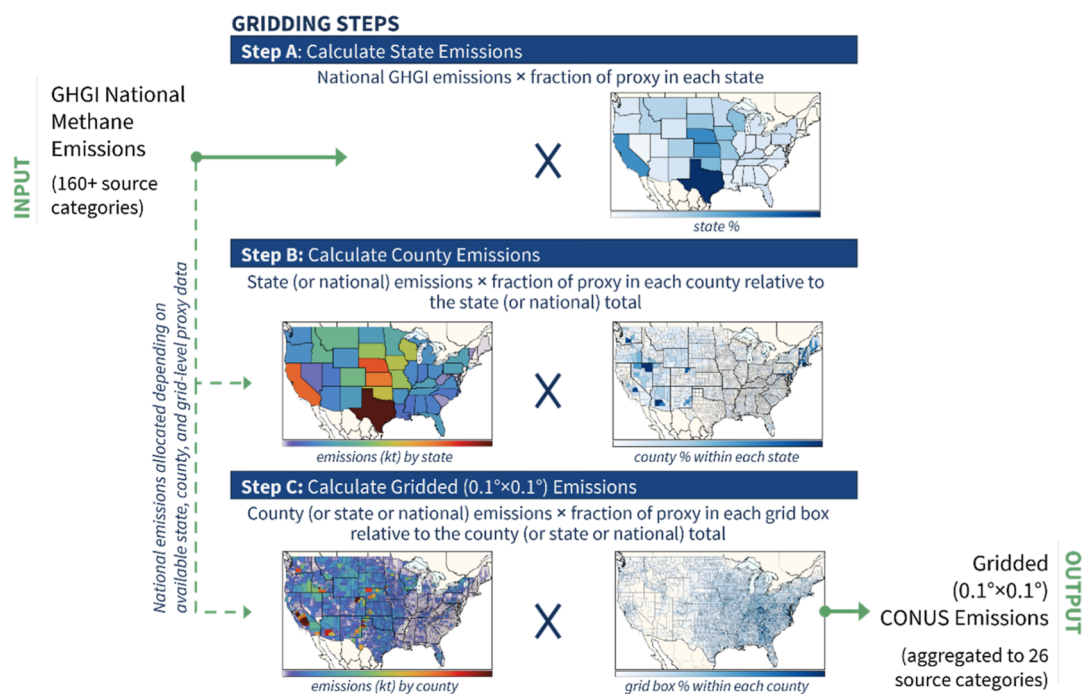 GRIDDING STEPS
Step A: Calculate State Emissions
National GHGI emissions × fraction of proxy in each state
INPUT
GHGI National
Methane
Emissions
(160+ source
categories)
X
state %
Step B: Calculate County Emissions
State (or national) emissions × fraction of proxy in each county relative to
the state (or national) total
National emissions allocated depending on
available state, county, and grid-level proxy data
X
emissions (kt) by state
county % within each state
Step C: Calculate Gridded (0.1°×0.1°) Emissions
County (or state or national) emissions × fraction of proxy in each grid box
relative to the county (or state or national) total
X
emissions (kt) by county
grid box % within each county
Gridded
(0.1°×0.1°)
CONUS Emissions
(aggregated to 26
source categories)
OUTPUT